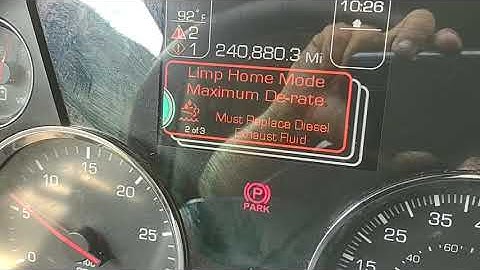 92°F
10:26
2
1
240,880.3 Mi
Limp Home Mode
Maximum De-rate.
Must Replace Diesel
Exhaust Fluid
2 of 3
P
PARK
0
5
10
15
20
25
15
25
35
40
60